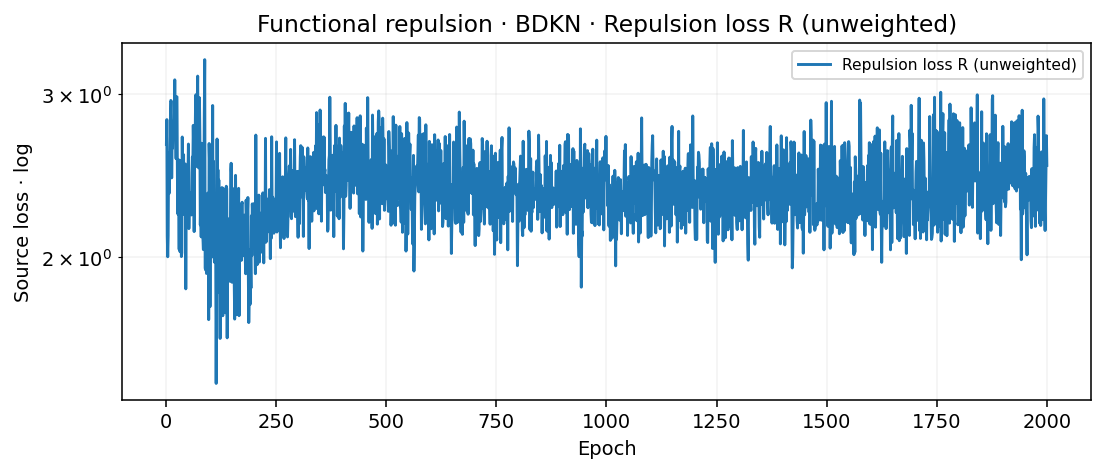 Functional repulsion · BDKN · Repulsion loss R (unweighted)
Repulsion loss R (unweighted)
Source loss · log
3 × 10⁰
2 × 10⁰
0 250 500 750 1000 1250 1500 1750 2000
Epoch